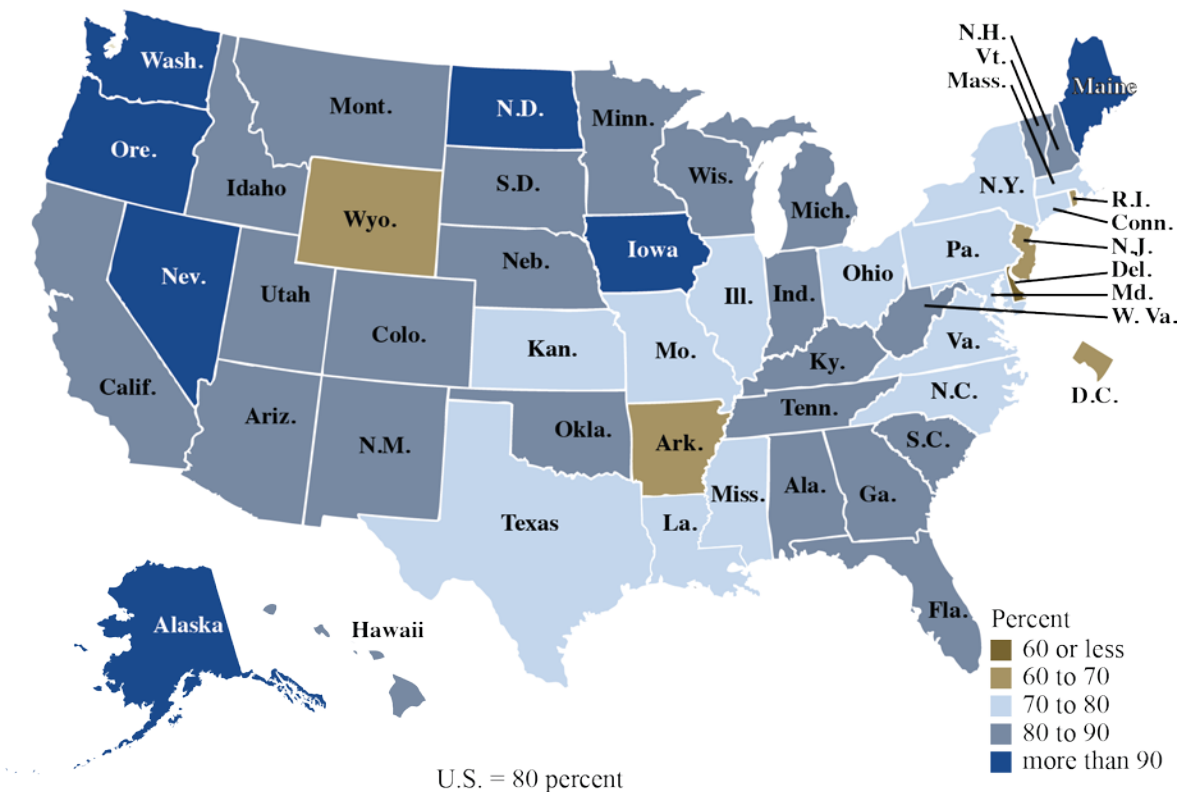 N.H.
Vt.
Mass.
Wash.
Maine
Mont.
N.D.
Minn.
Ore.
Idaho
S.D.
Wis.
N.Y.
R.I.
Wyo.
Mich.
Conn.
N.J.
Nev.
Neb.
Iowa
Pa.
Del.
Utah
Ill.
Ind.
Ohio
Md.
W. Va.
Colo.
Kan.
Mo.
Ky.
Va.
Calif.
N.C.
D.C.
Ariz.
N.M.
Okla.
Ark.
Tenn.
S.C.
Texas
La.
Miss.
Ala.
Ga.
Alaska
Hawaii
Fla.
Percent
60 or less
60 to 70
70 to 80
80 to 90
more than 90
U.S. = 80 percent